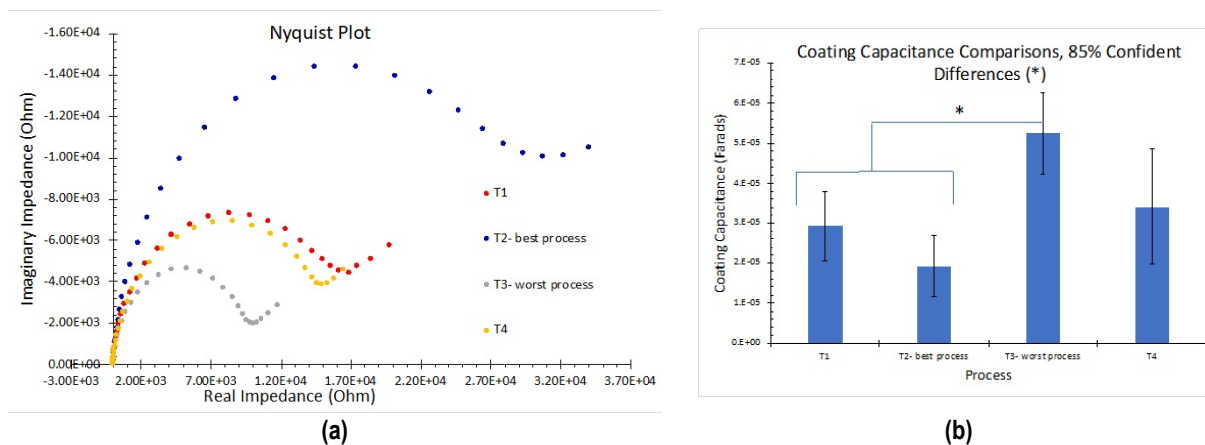 Nyquist Plot
Imaginary Impedance (Ohm)
-1.60E+04
-1.40E+04
-1.20E+04
-1.00E+04
-8.00E+03
-6.00E+03
-4.00E+03
-2.00E+03
0.00E+00
T1
T2- best process
T3- worst process
T4
-3.00E+03 2.00E+03 7.00E+03 1.20E+04 1.70E+04 2.20E+04 2.70E+04 3.20E+04 3.70E+04
Real Impedance (Ohm)
(a)
Coating Capacitance Comparisons, 85% Confident
Differences (*)
Coating Capacitance (Farads)
7.E-05
6.E-05
5.E-05
4.E-05
3.E-05
2.E-05
1.E-05
0.E+00
*
T1 T2- best process T3- worst process T4
Process
(b)